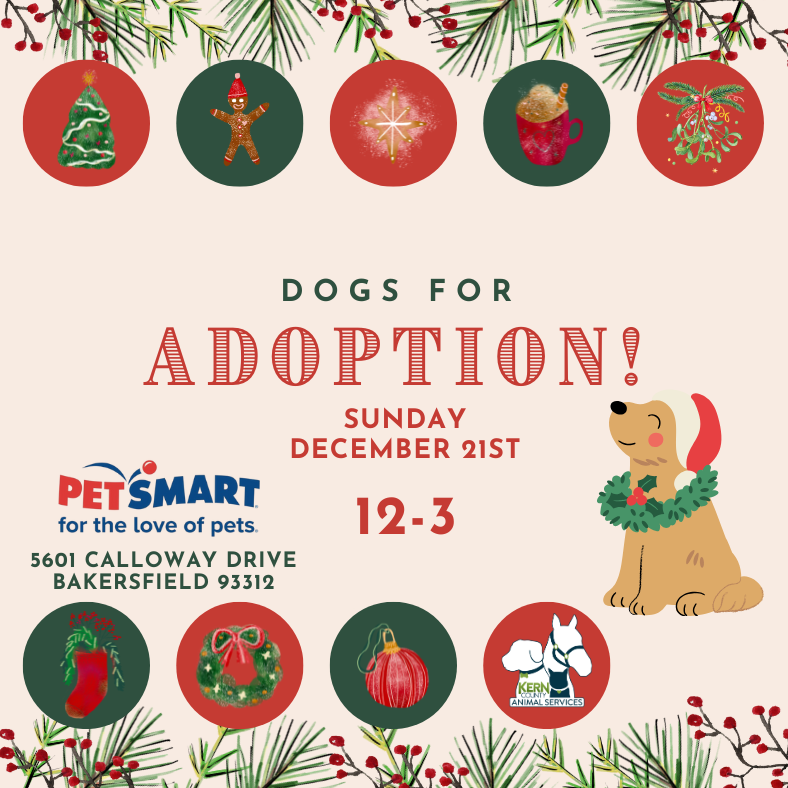 DOGS FOR
ADOPTION!
SUNDAY
DECEMBER 21ST
12-3
PETSMART
for the love of pets.
5601 CALLOWAY DRIVE
BAKERSFIELD 93312
KERN
COUNTY
ANIMAL SERVICES